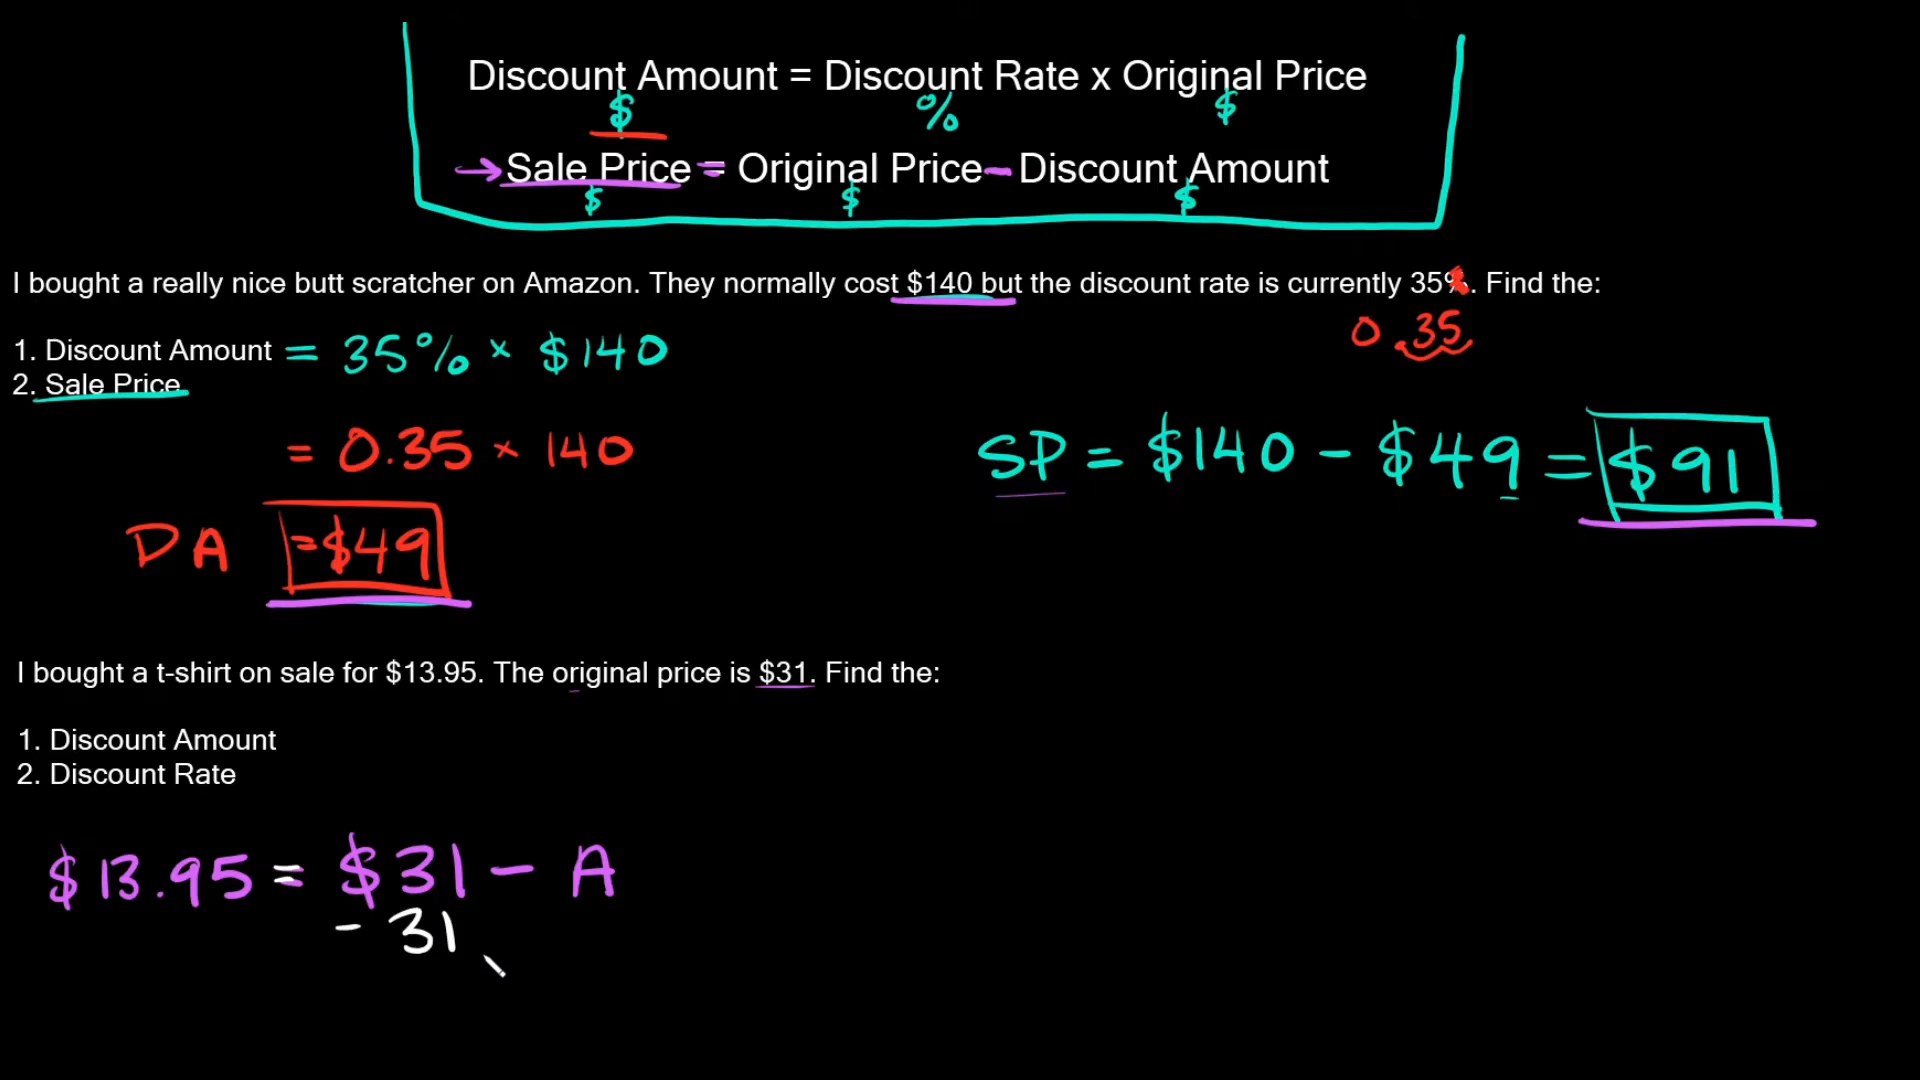 Discount Amount = Discount Rate x Original Price
$ % $
→ Sale Price = Original Price - Discount Amount
$ $ $
I bought a really nice butt scratcher on Amazon. They normally cost $140 but the discount rate is currently 35%. Find the:
0.35
1. Discount Amount = 35% × $140
2. Sale Price
= 0.35 × 140
SP = $140 - $49 = $91
DA = $49
I bought a t-shirt on sale for $13.95. The original price is $31. Find the:
1. Discount Amount
2. Discount Rate
$13.95 = $31 - A
- 31